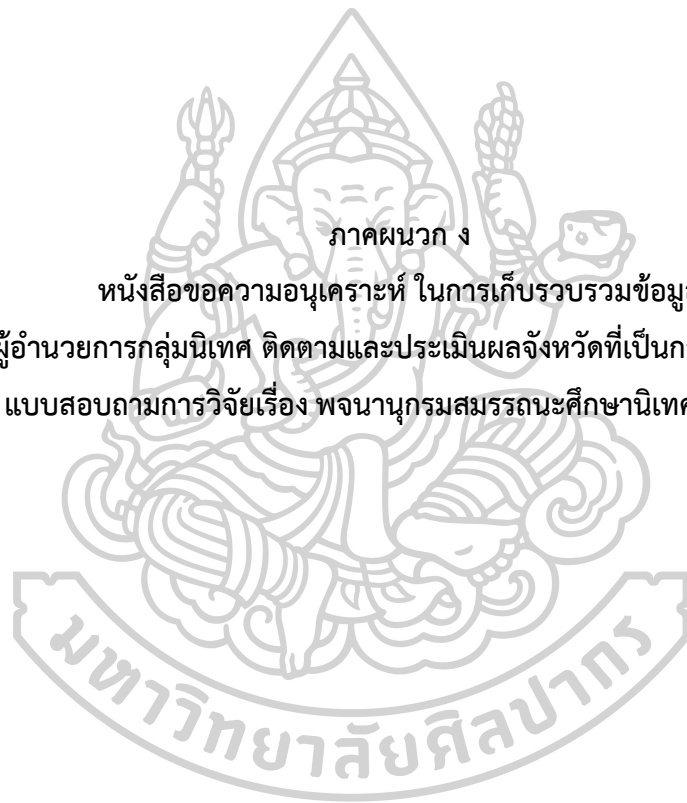 ภาคผนวก ง
หนังสือขอความอนุเคราะห์ ในการเก็บรวบรวมข้อมูล
ผู้อำนวยการกลุ่มนิเทศ ติดตามและประเมินผลจังหวัดที่เป็นก
แบบสอบถามการวิจัยเรื่อง พจนานุกรมสมรรถนะศึกษานิเทศ
มหาวิทยาลัยศิลปากร